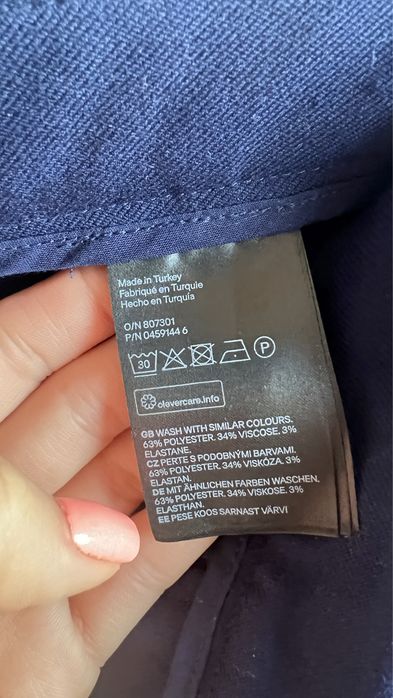 Made in Turkey
Fabriqué en Turquie
Hecho en Turquía
O/N 807301
P/N 0459144 6
30 P
clevercare.info
GB WASH WITH SIMILAR COLOURS.
63% POLYESTER. 34% VISCOSE. 3%
ELASTANE.
CZ PERTE S PODOBNÝMI BARVAMI.
63% POLYESTER. 34% VISKÓZA. 3%
ELASTAN.
DE MIT ÄHNLICHEN FARBEN WASCHEN.
63% POLYESTER. 34% VISKOSE. 3%
ELASTHAN.
EE PESE KOOS SARNAST VÄRVI